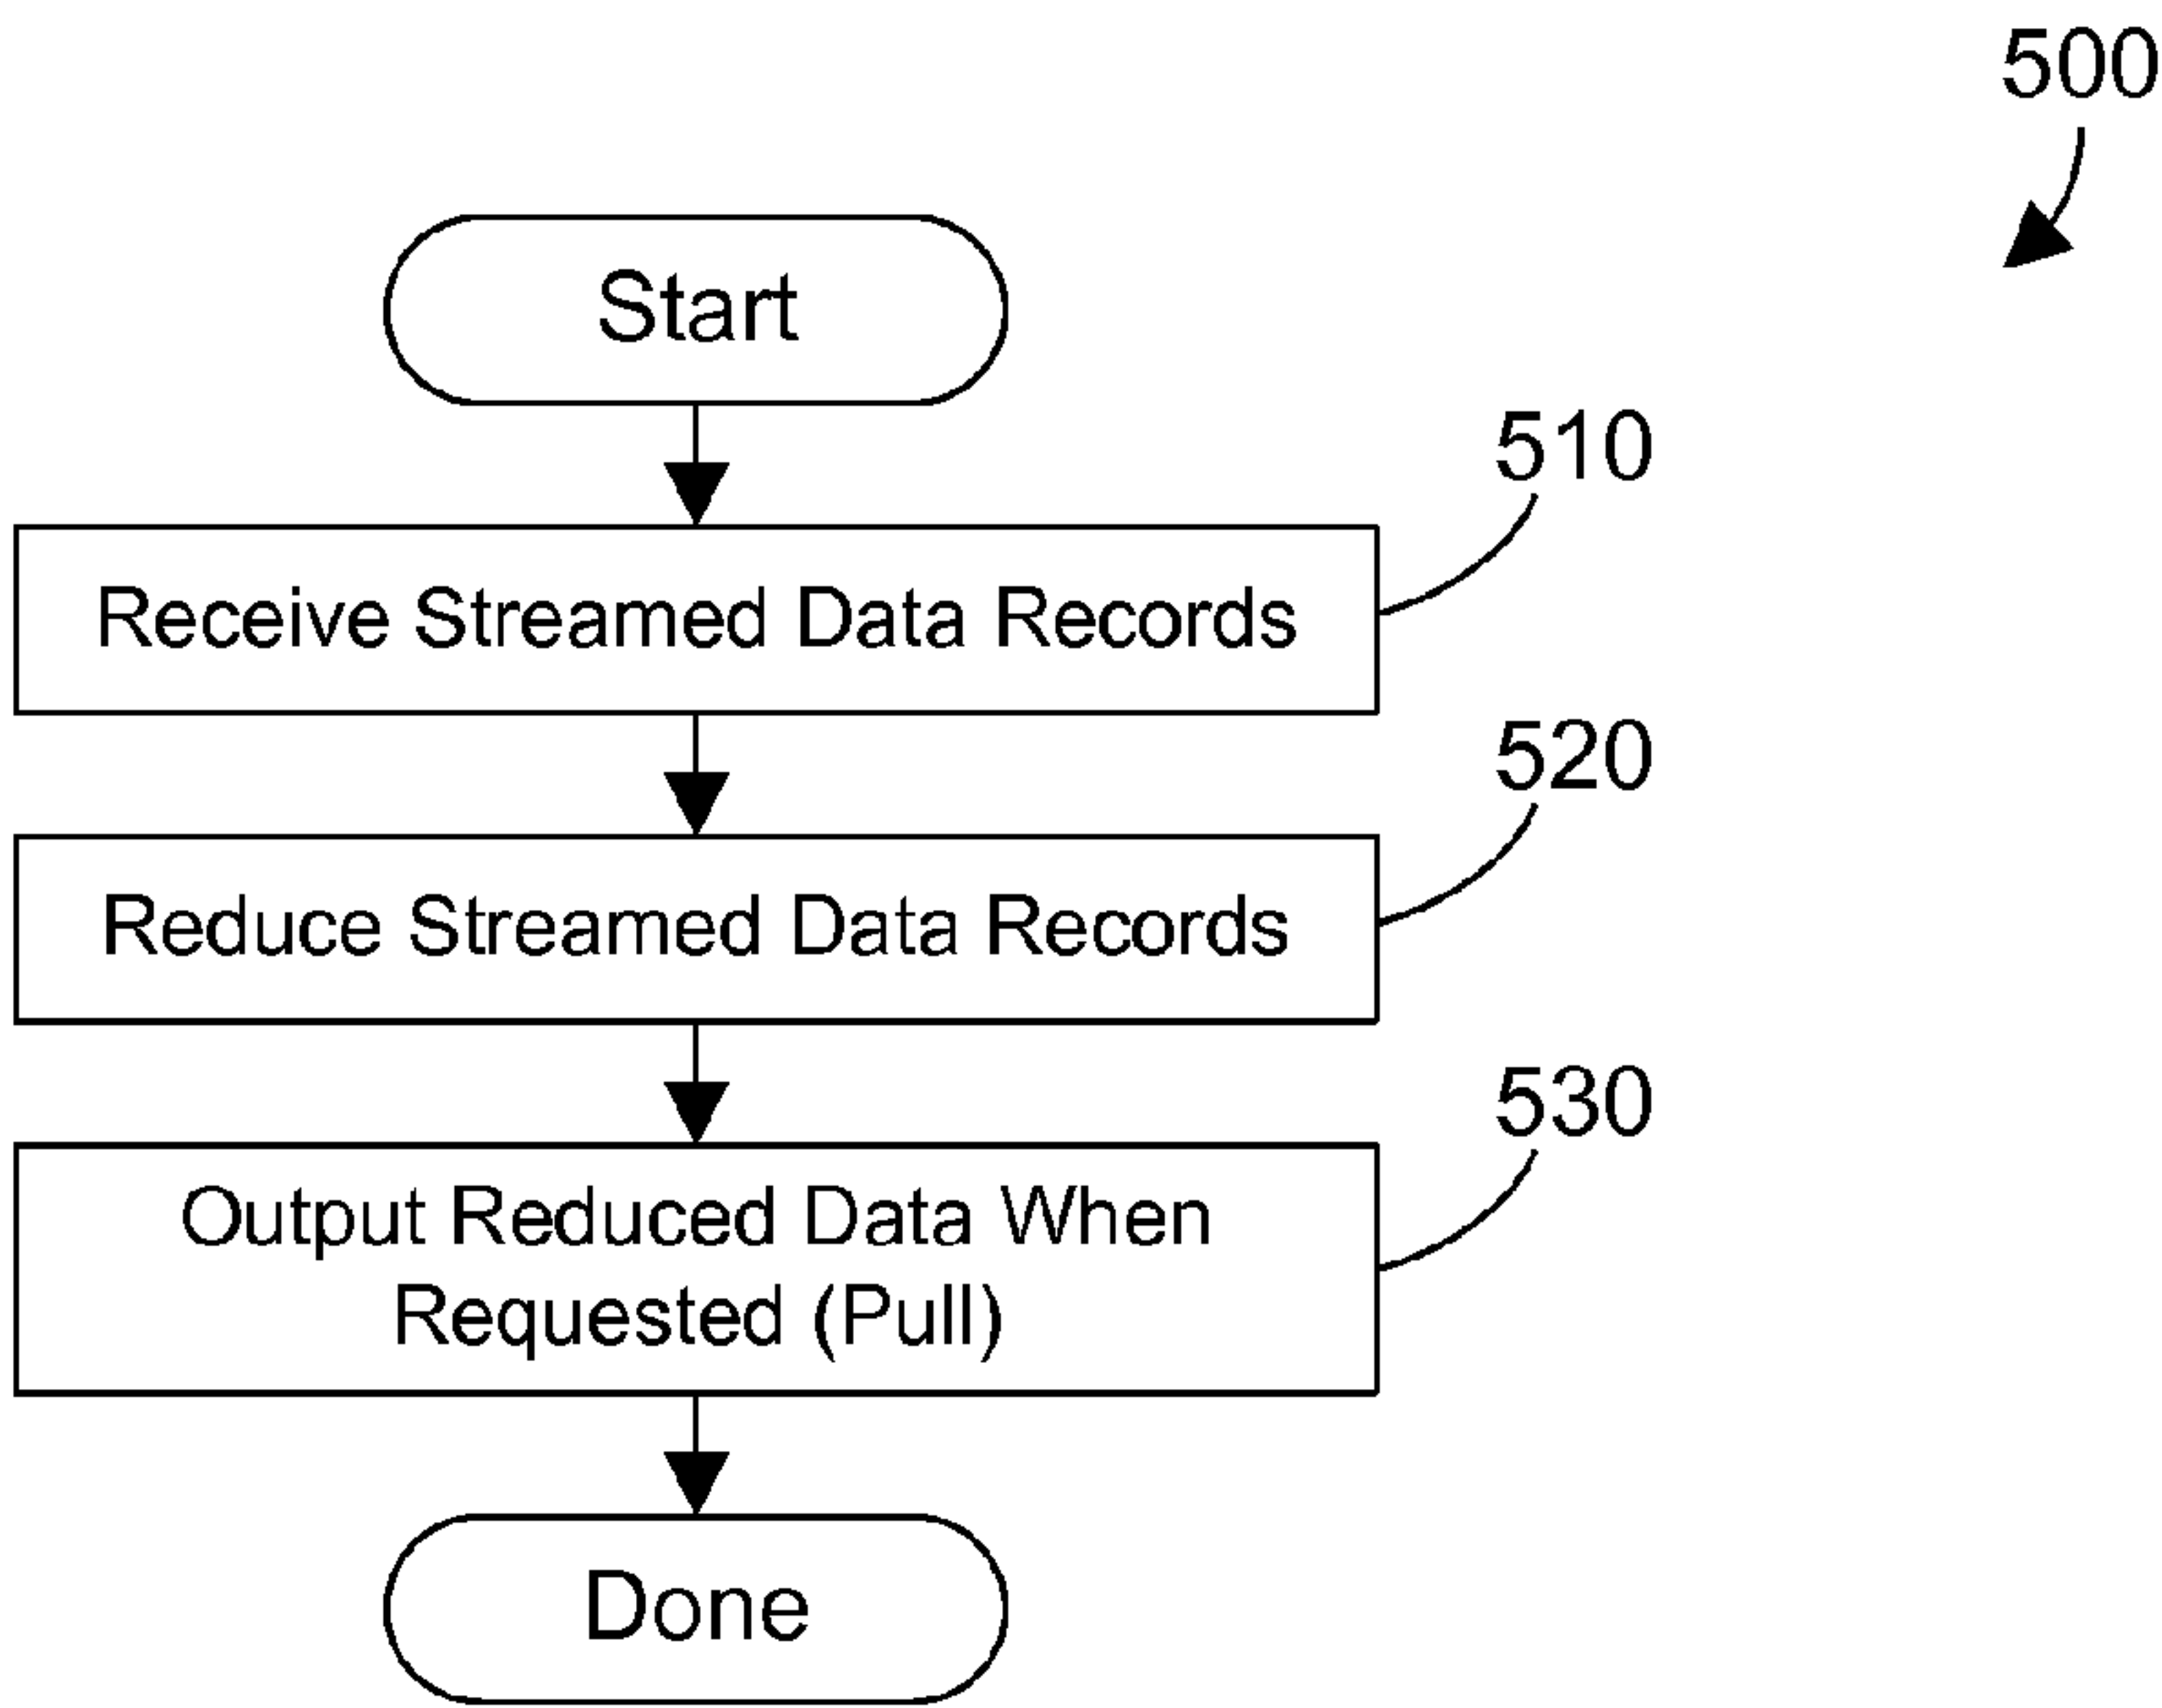 500
Start
510
Receive Streamed Data Records
520
Reduce Streamed Data Records
530
Output Reduced Data When
Requested (Pull)
Done